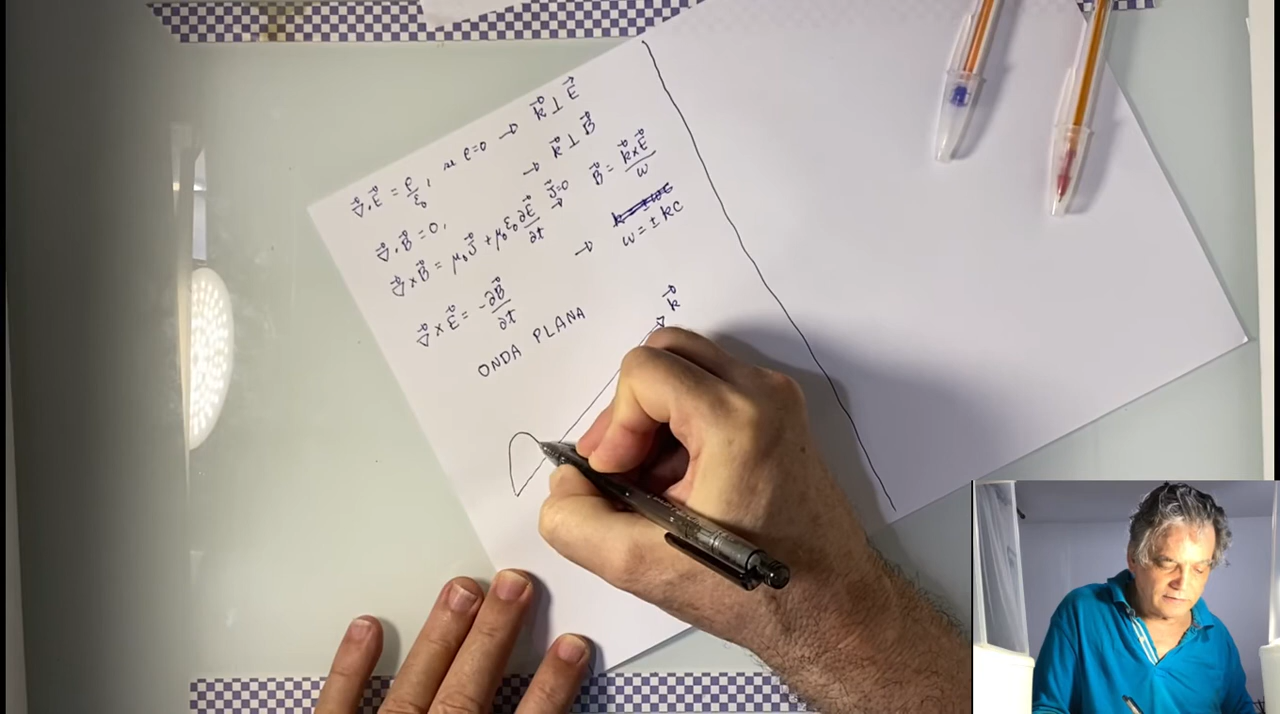 ∇⃗·E⃗ = ρ/ε₀, se ρ=0 → k⃗ ⊥ E⃗
∇⃗·B⃗ = 0, → k⃗ ⊥ B⃗
∇⃗×B⃗ = μ₀J⃗ + μ₀ε₀ ∂E⃗/∂t J⃗=0 → B⃗ = k⃗×E⃗/w
∇⃗×E⃗ = -∂B⃗/∂t → w = ± kc
ONDA PLANA
k⃗